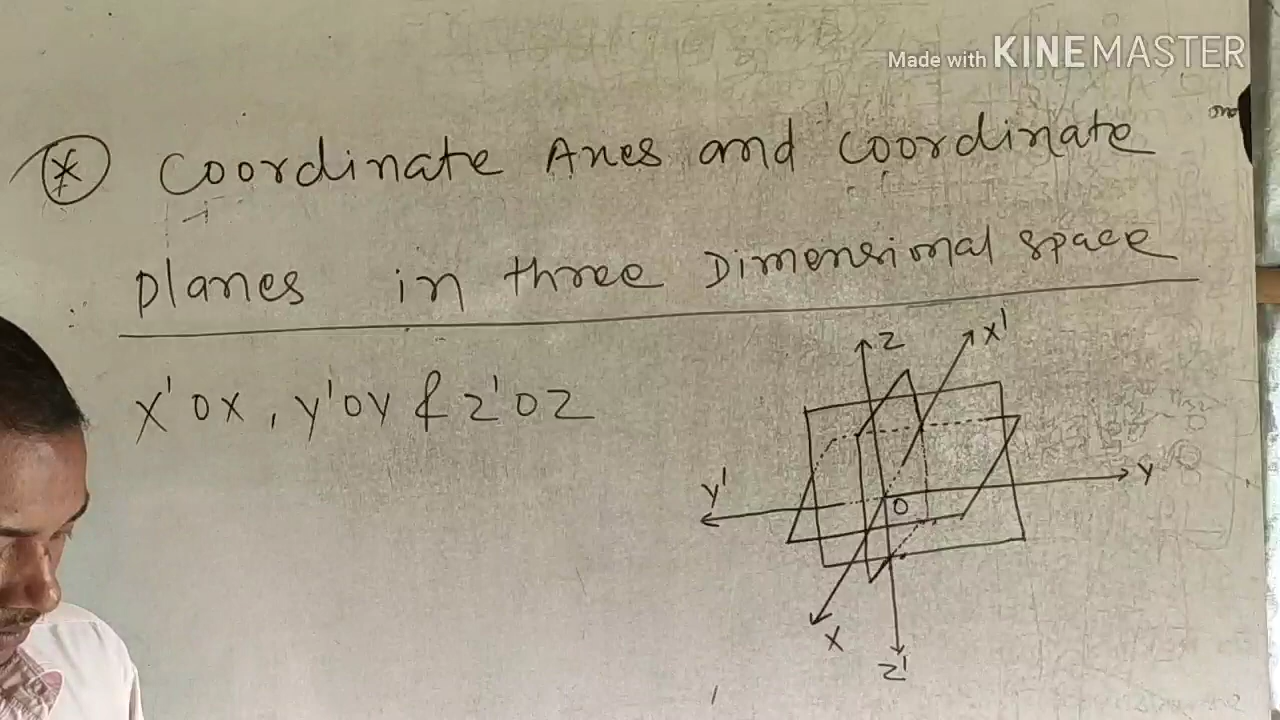 Made with KINEMASTER
* Coordinate Axes and Coordinate
planes in three Dimensional space
X'OX, Y'OY & Z'OZ
Z X'
Y' O Y
X
Z'